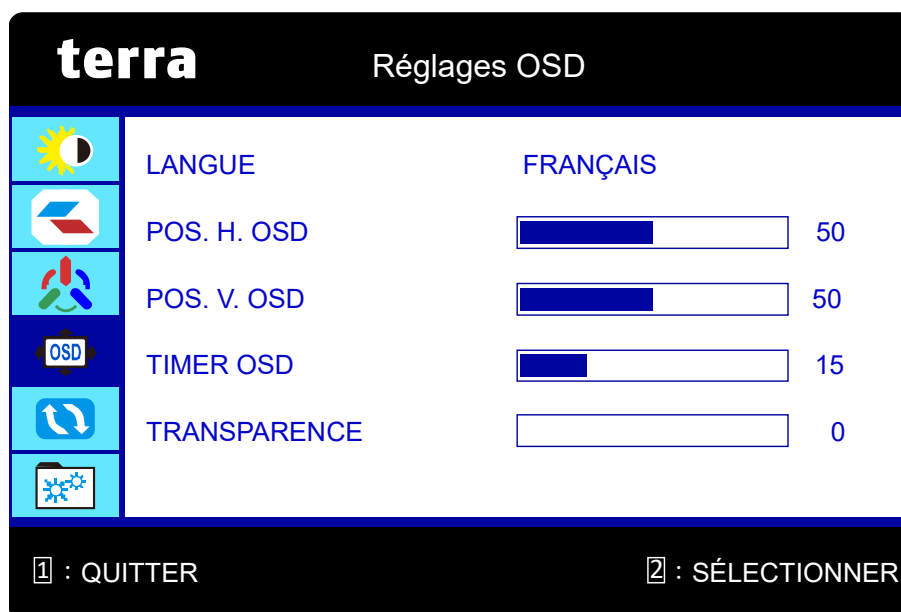 terra Réglages OSD
LANGUE FRANÇAIS
POS. H. OSD 50
POS. V. OSD 50
OSD TIMER OSD 15
TRANSPARENCE 0
1 : QUITTER 2 : SÉLECTIONNER